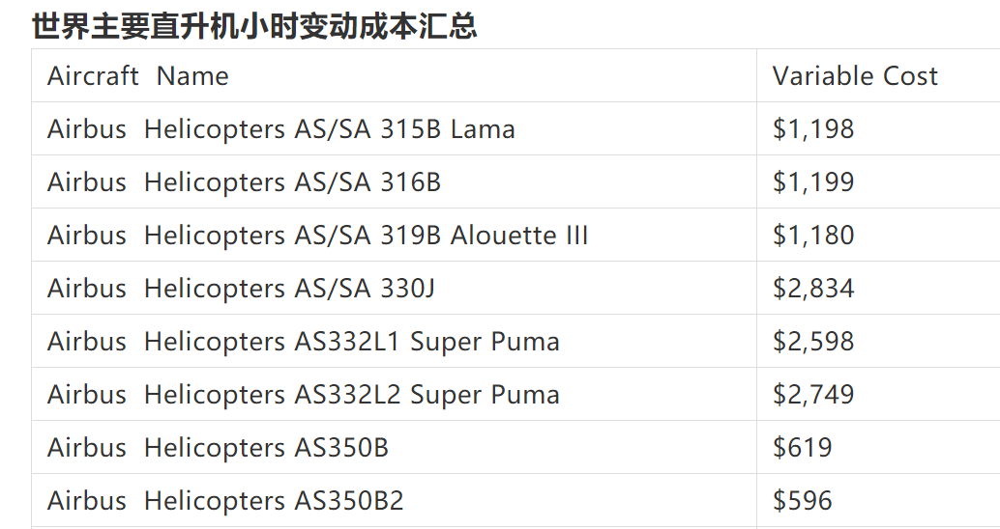 世界主要直升机小时变动成本汇总
Aircraft Name Variable Cost
Airbus Helicopters AS/SA 315B Lama $1,198
Airbus Helicopters AS/SA 316B $1,199
Airbus Helicopters AS/SA 319B Alouette III $1,180
Airbus Helicopters AS/SA 330J $2,834
Airbus Helicopters AS332L1 Super Puma $2,598
Airbus Helicopters AS332L2 Super Puma $2,749
Airbus Helicopters AS350B $619
Airbus Helicopters AS350B2 $596